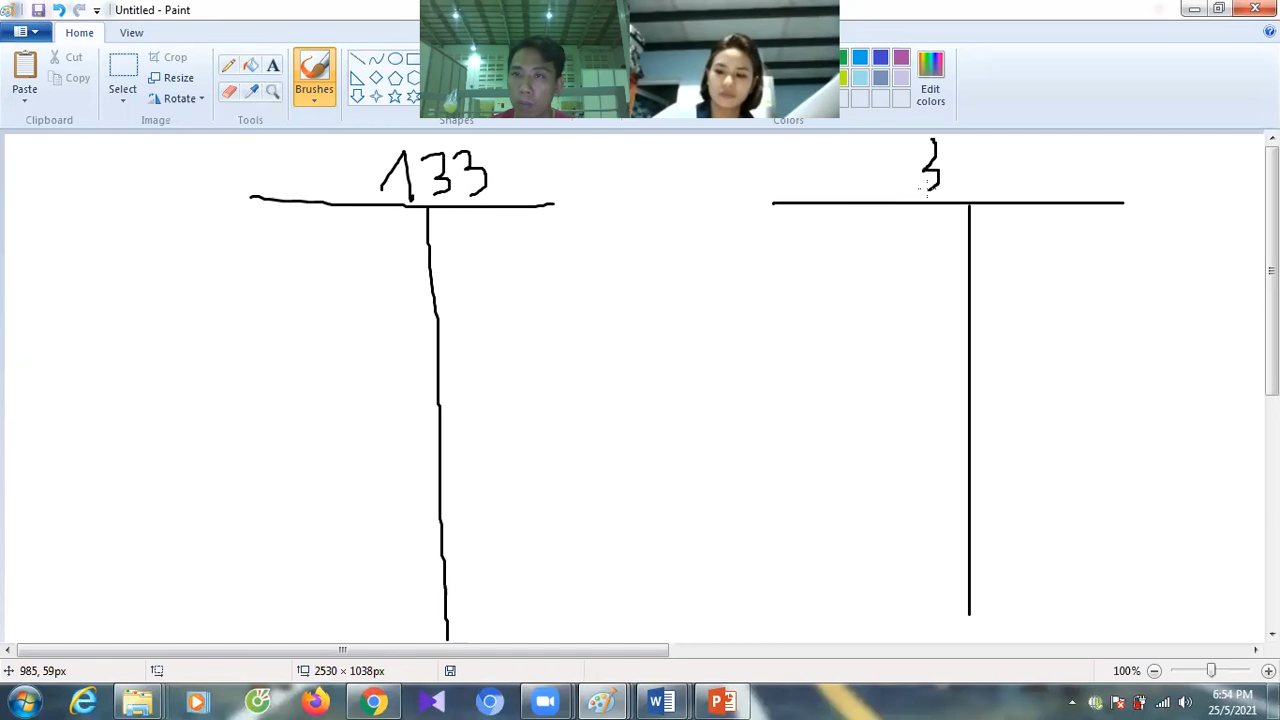 Untitled - Paint
Home View
Paste
Cut
Copy
Clipboard
Select
Crop
Resize
Rotate
Image
Tools
Brushes
Shapes
Edit colors
Colors
133
3
985, 59px
2530 × 1038px
100%
6:54 PM
25/5/2021